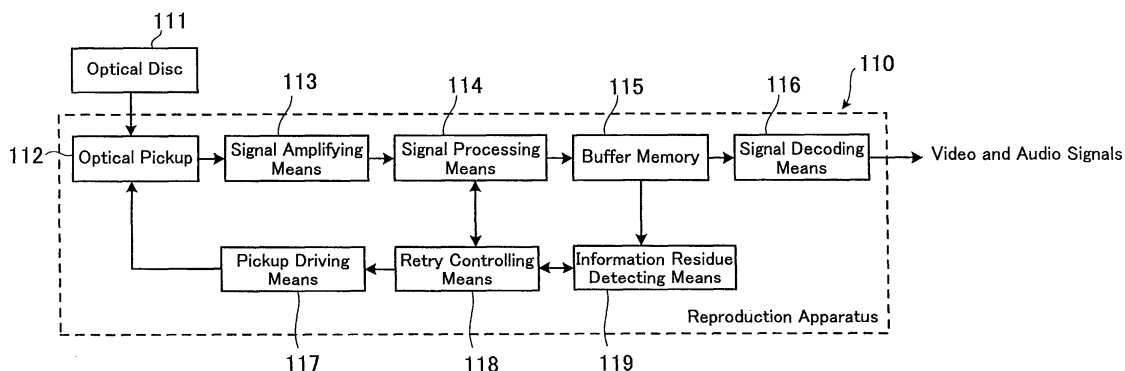 111
Optical Disc
110
113
114
115
116
112
Optical Pickup
Signal Amplifying
Means
Signal Processing
Means
Buffer Memory
Signal Decoding
Means
Video and Audio Signals
Pickup Driving
Means
Retry Controlling
Means
Information Residue
Detecting Means
Reproduction Apparatus
117
118
119